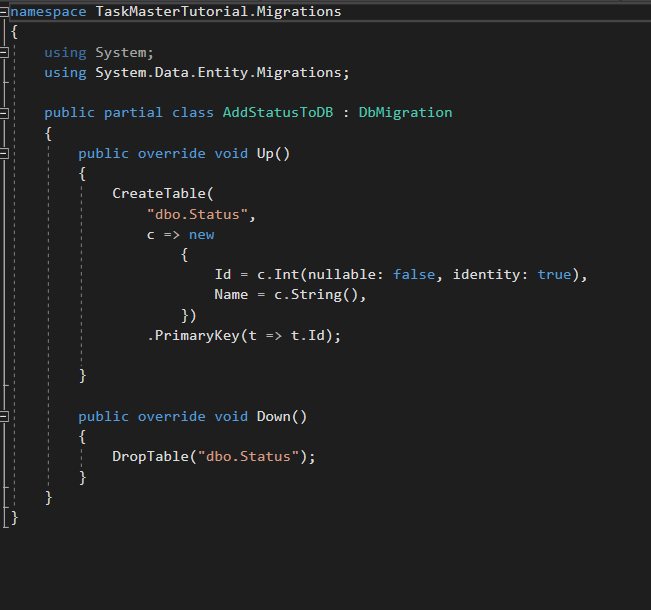 namespace TaskMasterTutorial.Migrations
{
using System;
using System.Data.Entity.Migrations;
public partial class AddStatusToDB : DbMigration
{
public override void Up()
{
CreateTable(
"dbo.Status",
c => new
{
Id = c.Int(nullable: false, identity: true),
Name = c.String(),
})
.PrimaryKey(t => t.Id);
}
public override void Down()
{
DropTable("dbo.Status");
}
}
}